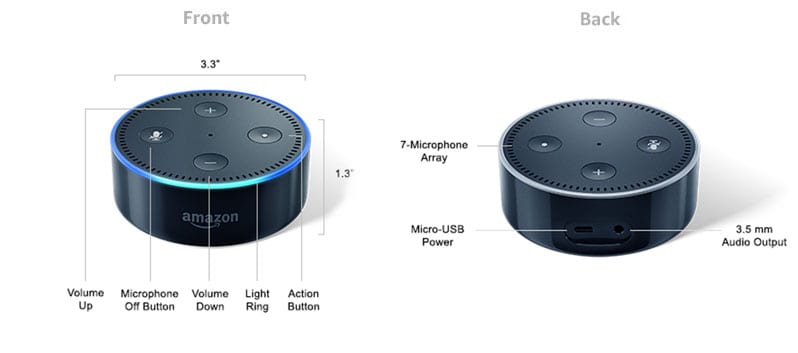 Front
Back
3.3"
1.3"
amazon
Volume
Up
Microphone
Off Button
Volume
Down
Light
Ring
Action
Button
7-Microphone
Array
Micro-USB
Power
3.5 mm
Audio Output